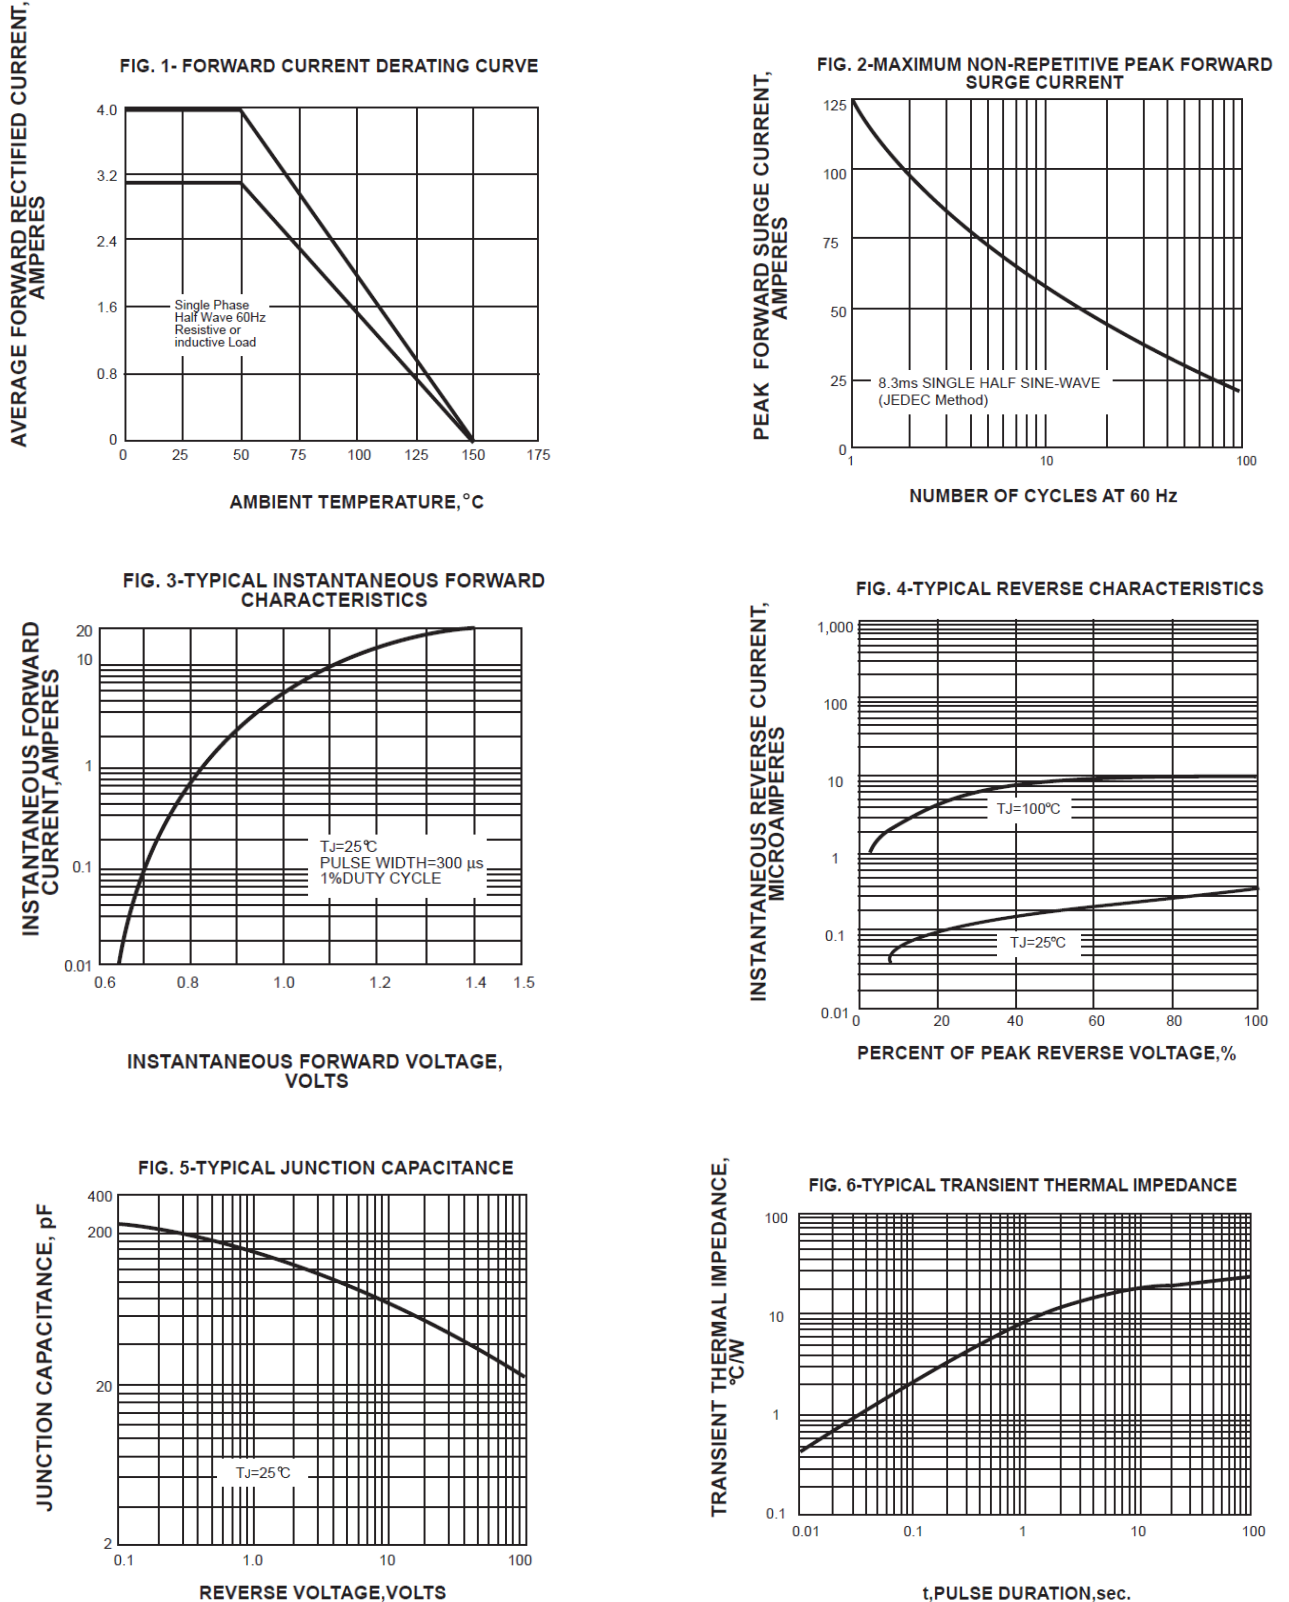 FIG. 1- FORWARD CURRENT DERATING CURVE
AVERAGE FORWARD RECTIFIED CURRENT,
AMPERES
4.0
3.2
2.4
1.6
0.8
0
Single Phase
Half Wave 60Hz
Resistive or
inductive Load
0 25 50 75 100 125 150 175
AMBIENT TEMPERATURE,°C
FIG. 2-MAXIMUM NON-REPETITIVE PEAK FORWARD
SURGE CURRENT
PEAK FORWARD SURGE CURRENT,
AMPERES
125
100
75
50
25
0
8.3ms SINGLE HALF SINE-WAVE
(JEDEC Method)
1 10 100
NUMBER OF CYCLES AT 60 Hz
FIG. 3-TYPICAL INSTANTANEOUS FORWARD
CHARACTERISTICS
INSTANTANEOUS FORWARD
CURRENT,AMPERES
20
10
1
0.1
0.01
TJ=25℃
PULSE WIDTH=300 μs
1%DUTY CYCLE
0.6 0.8 1.0 1.2 1.4 1.5
INSTANTANEOUS FORWARD VOLTAGE,
VOLTS
FIG. 4-TYPICAL REVERSE CHARACTERISTICS
INSTANTANEOUS REVERSE CURRENT,
MICROAMPERES
1,000
100
10
1
0.1
0.01
TJ=100℃
TJ=25℃
0 20 40 60 80 100
PERCENT OF PEAK REVERSE VOLTAGE,%
FIG. 5-TYPICAL JUNCTION CAPACITANCE
JUNCTION CAPACITANCE, pF
400
200
20
2
TJ=25℃
0.1 1.0 10 100
REVERSE VOLTAGE,VOLTS
FIG. 6-TYPICAL TRANSIENT THERMAL IMPEDANCE
TRANSIENT THERMAL IMPEDANCE,
℃/W
100
10
1
0.1
0.01 0.1 1 10 100
t,PULSE DURATION,sec.